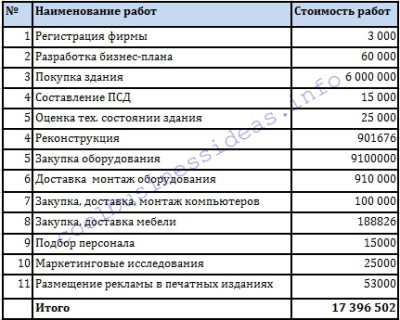 № Наименование работ Стоимость работ
1 Регистрация фирмы 3 000
2 Разработка бизнес-плана 60 000
3 Покупка здания 6 000 000
4 Составление ПСД 15 000
5 Оценка тех. состоянии здания 25 000
4 Реконструкция 901676
5 Закупка оборудования 9100000
6 Доставка монтаж оборудования 910 000
7 Закупка, доставка, монтаж компьютеров 100 000
8 Закупка, доставка мебели 188826
9 Подбор персонала 15000
10 Маркетинговые исследования 25000
11 Размещение рекламы в печатных изданиях 53000
Итого 17 396 502
coolbusinessideas.info